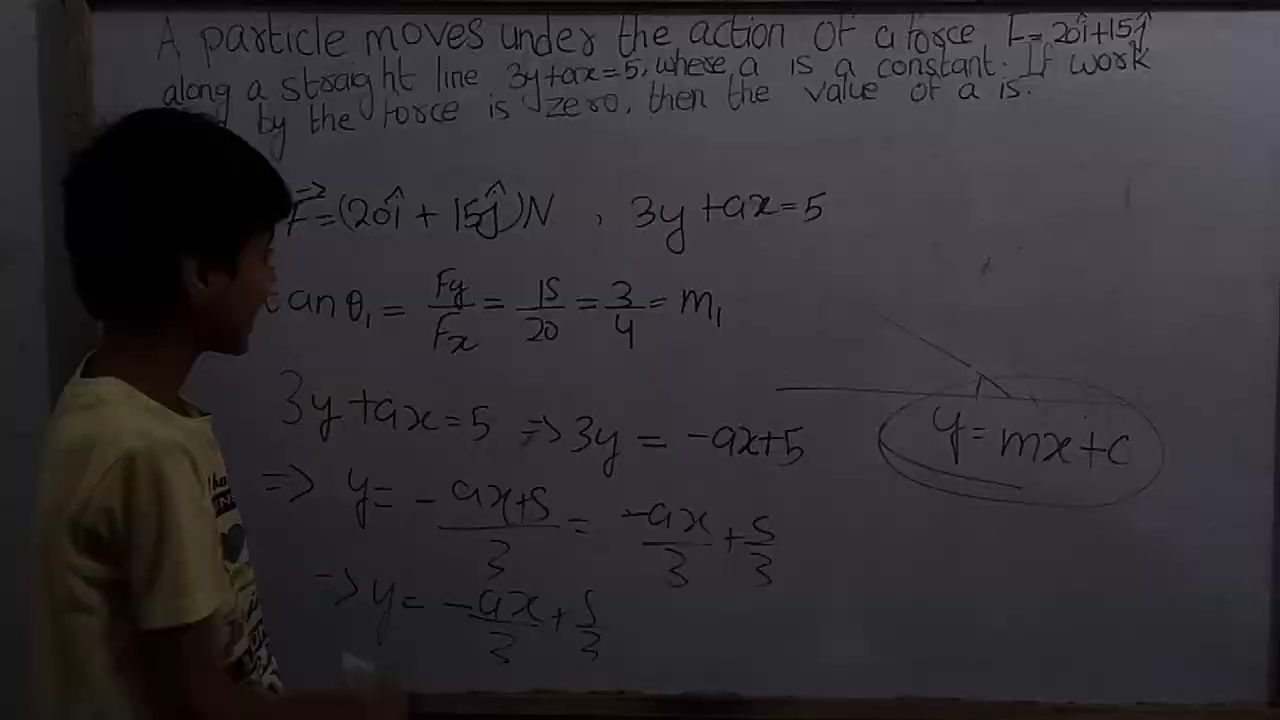 A particle moves under the action of a force F = 20î+15ĵ
along a straight line 3y+ax=5, where a is a constant. If work
by the force is zero, then the value of a is.
F⃗=(20î + 15ĵ)N , 3y+ax=5
tan θ₁ = Fy/Fx = 15/20 = 3/4 = m₁
3y+ax=5 => 3y = -ax+5
y=mx+c
=> y= -ax+5/3 = -ax/3 + 5/3
=> y= -ax/3 + 5/3